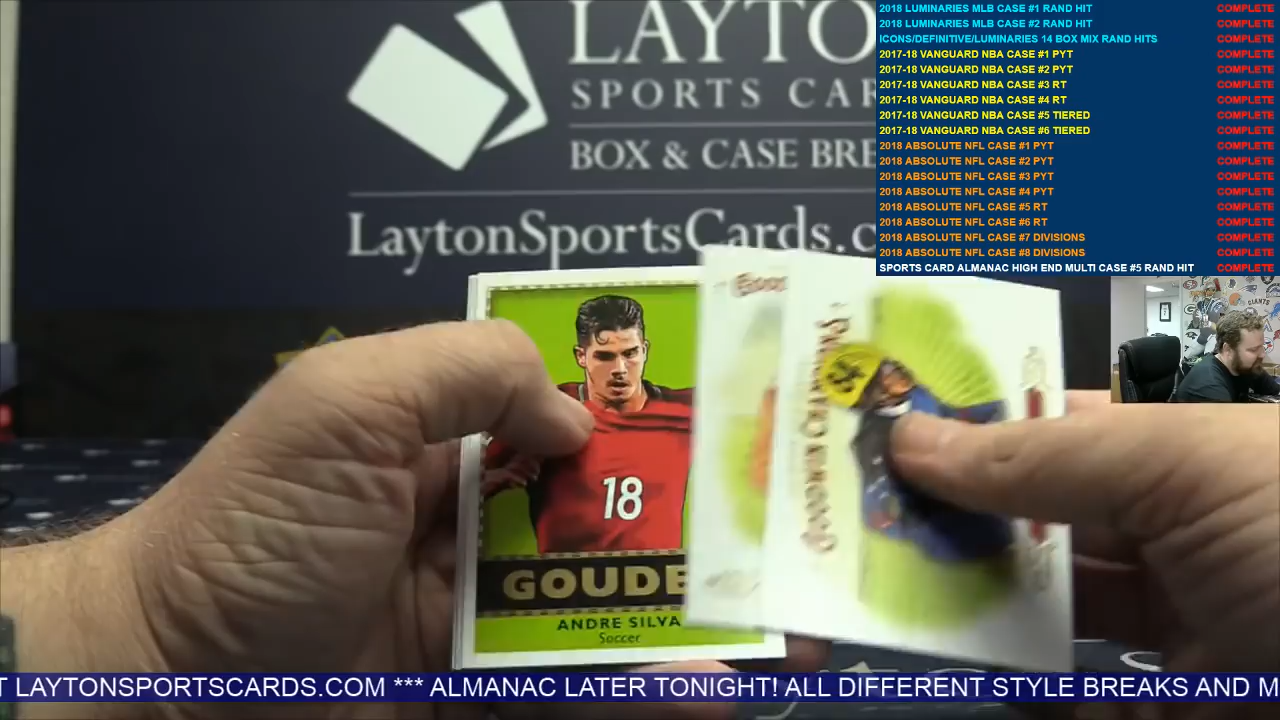 LAYTO
SPORTS CAR
BOX & CASE BRE
LaytonSportsCards.c
2018 LUMINARIES MLB CASE #1 RAND HIT COMPLETE
2018 LUMINARIES MLB CASE #2 RAND HIT COMPLETE
ICONS/DEFINITIVE/LUMINARIES 14 BOX MIX RAND HITS COMPLETE
2017-18 VANGUARD NBA CASE #1 PYT COMPLETE
2017-18 VANGUARD NBA CASE #2 PYT COMPLETE
2017-18 VANGUARD NBA CASE #3 RT COMPLETE
2017-18 VANGUARD NBA CASE #4 RT COMPLETE
2017-18 VANGUARD NBA CASE #5 TIERED COMPLETE
2017-18 VANGUARD NBA CASE #6 TIERED COMPLETE
2018 ABSOLUTE NFL CASE #1 PYT COMPLETE
2018 ABSOLUTE NFL CASE #2 PYT COMPLETE
2018 ABSOLUTE NFL CASE #3 PYT COMPLETE
2018 ABSOLUTE NFL CASE #4 PYT COMPLETE
2018 ABSOLUTE NFL CASE #5 RT COMPLETE
2018 ABSOLUTE NFL CASE #6 RT COMPLETE
2018 ABSOLUTE NFL CASE #7 DIVISIONS COMPLETE
2018 ABSOLUTE NFL CASE #8 DIVISIONS COMPLETE
SPORTS CARD ALMANAC HIGH END MULTI CASE #5 RAND HIT COMPLETE
18
GOUDE
ANDRE SILVA
Soccer
T LAYTONSPORTSCARDS.COM *** ALMANAC LATER TONIGHT! ALL DIFFERENT STYLE BREAKS AND M